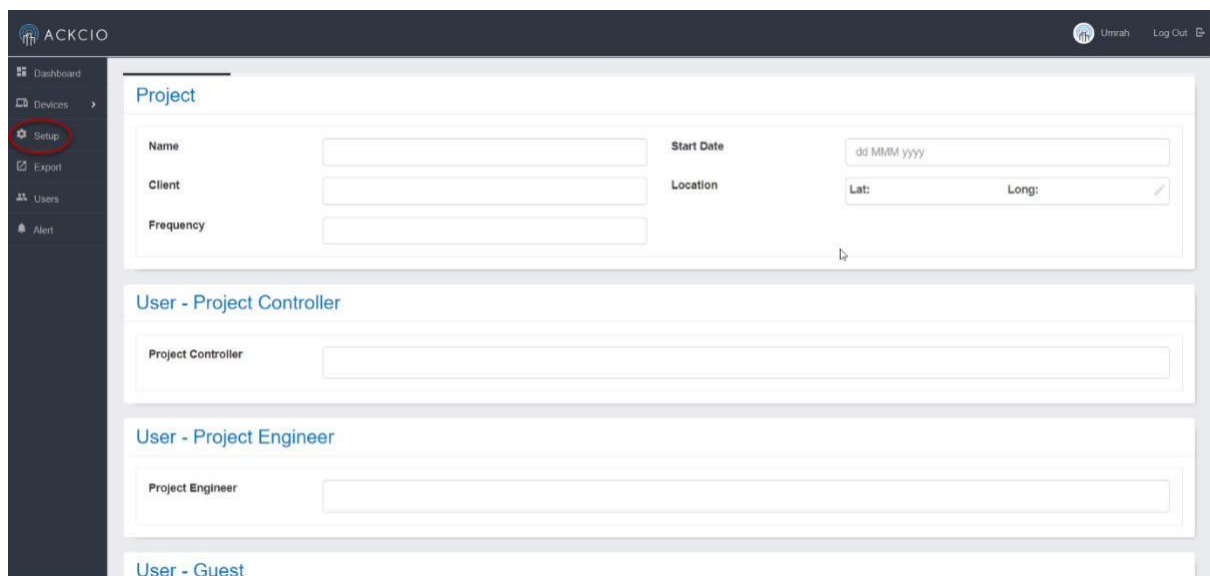 ACKCIO
Umrah Log Out
Dashboard
Devices
Setup
Export
Users
Alert
Project
Name
Start Date
dd MMM yyyy
Client
Location
Lat: Long:
Frequency
User - Project Controller
Project Controller
User - Project Engineer
Project Engineer
User - Guest